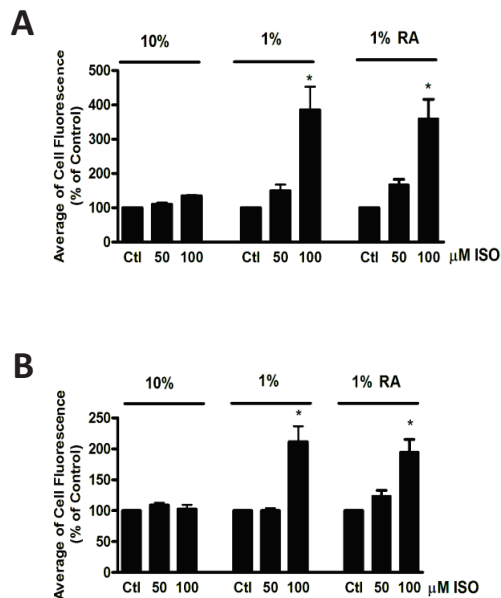 A
10% 1% 1% RA
Average of Cell Fluorescence
(% of Control)
500
400
300
200
100
0
* *
Ctl 50 100 Ctl 50 100 Ctl 50 100 μM ISO
B
10% 1% 1% RA
Average of Cell Fluorescence
(% of Control)
250
200
150
100
50
0
* *
Ctl 50 100 Ctl 50 100 Ctl 50 100 μM ISO